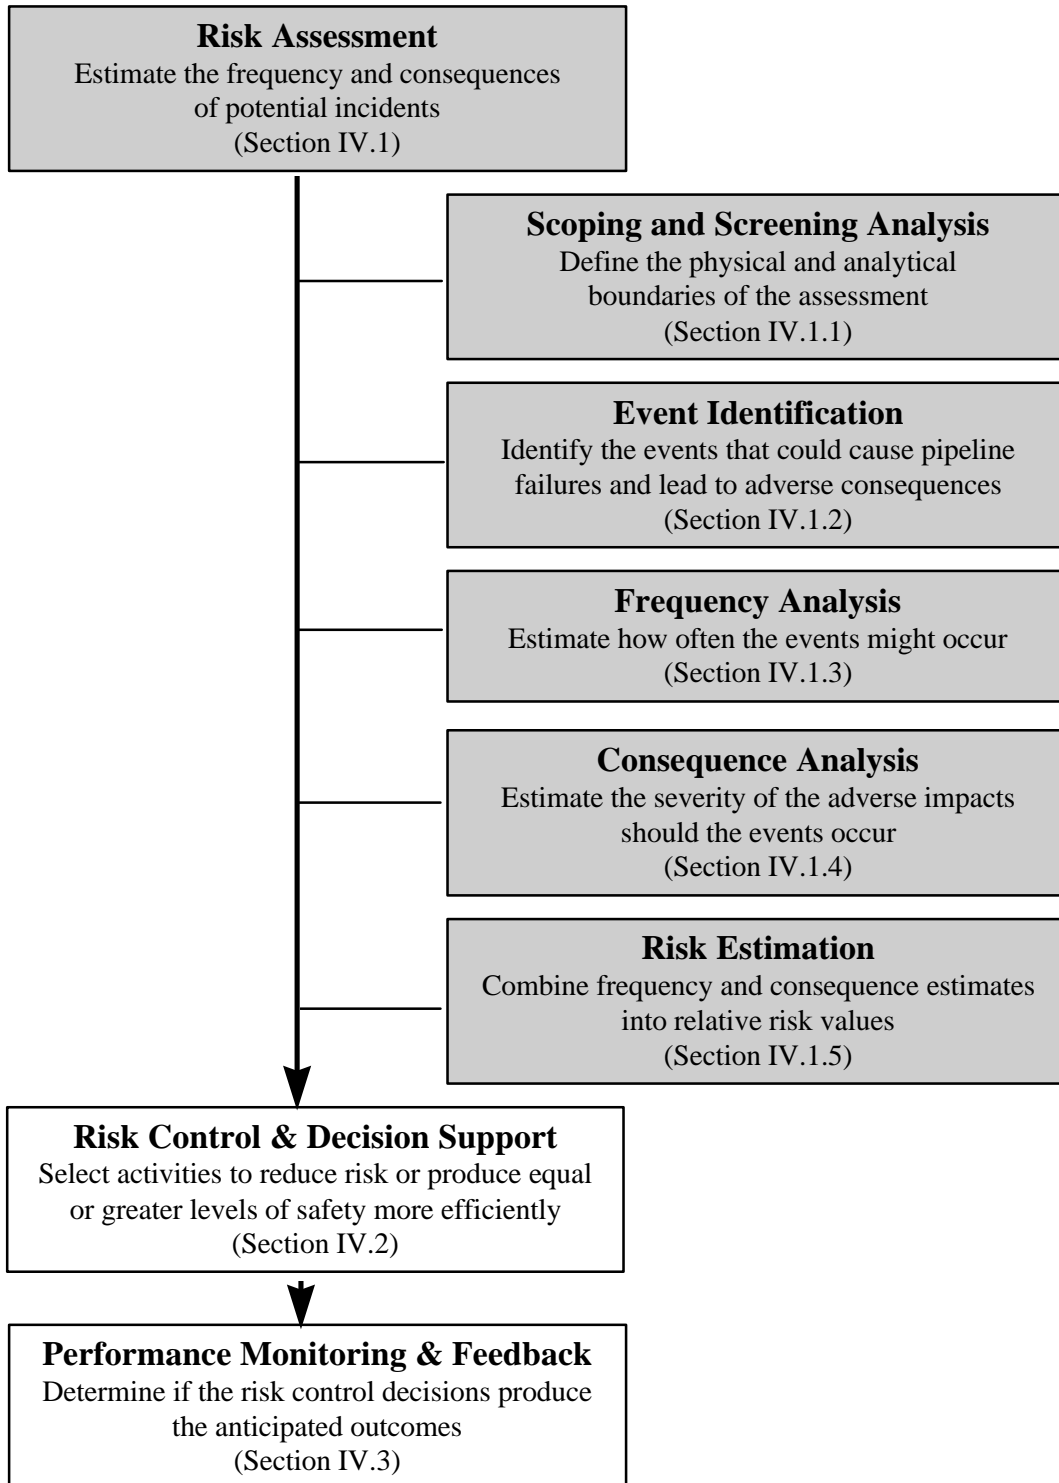 Risk Assessment
Estimate the frequency and consequences
of potential incidents
(Section IV.1)
Scoping and Screening Analysis
Define the physical and analytical
boundaries of the assessment
(Section IV.1.1)
Event Identification
Identify the events that could cause pipeline
failures and lead to adverse consequences
(Section IV.1.2)
Frequency Analysis
Estimate how often the events might occur
(Section IV.1.3)
Consequence Analysis
Estimate the severity of the adverse impacts
should the events occur
(Section IV.1.4)
Risk Estimation
Combine frequency and consequence estimates
into relative risk values
(Section IV.1.5)
Risk Control & Decision Support
Select activities to reduce risk or produce equal
or greater levels of safety more efficiently
(Section IV.2)
Performance Monitoring & Feedback
Determine if the risk control decisions produce
the anticipated outcomes
(Section IV.3)